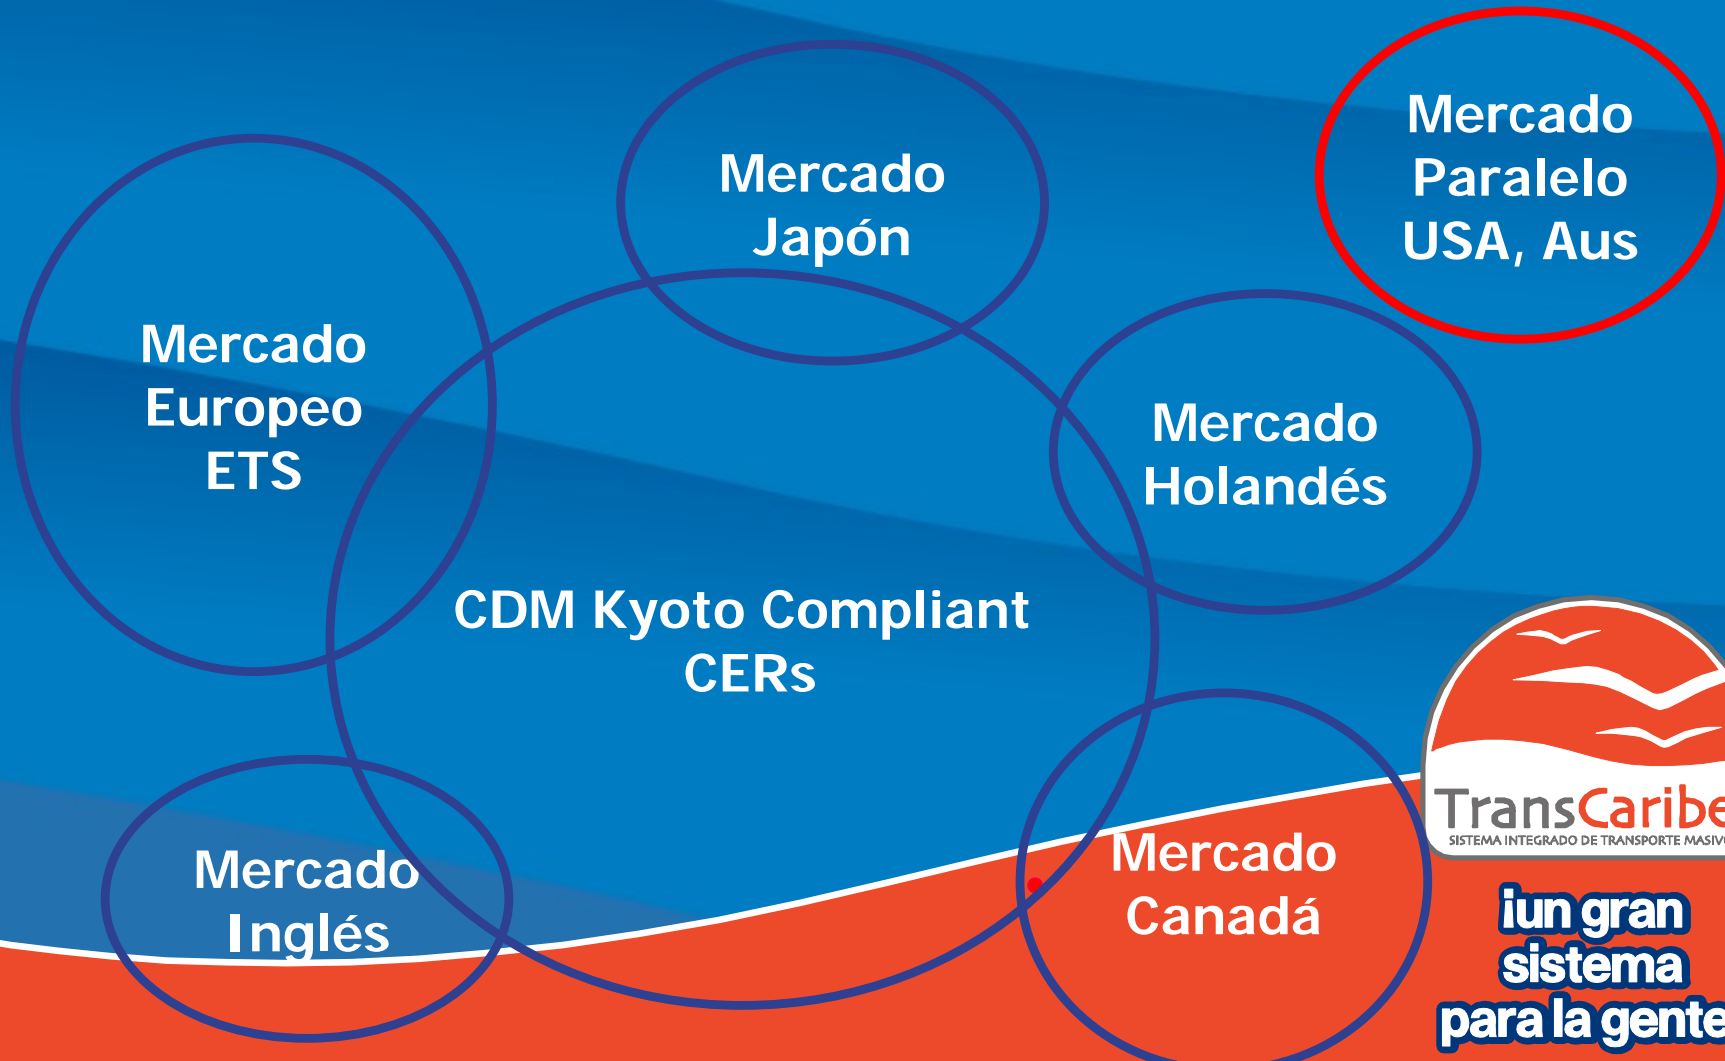 Mercado
Japón
Mercado
Paralelo
USA, Aus
Mercado
Europeo
ETS
Mercado
Holandés
CDM Kyoto Compliant
CERs
Mercado
Inglés
Mercado
Canadá
TransCaribe
SISTEMA INTEGRADO DE TRANSPORTE MASIVO
¡un gran
sistema
para la gente